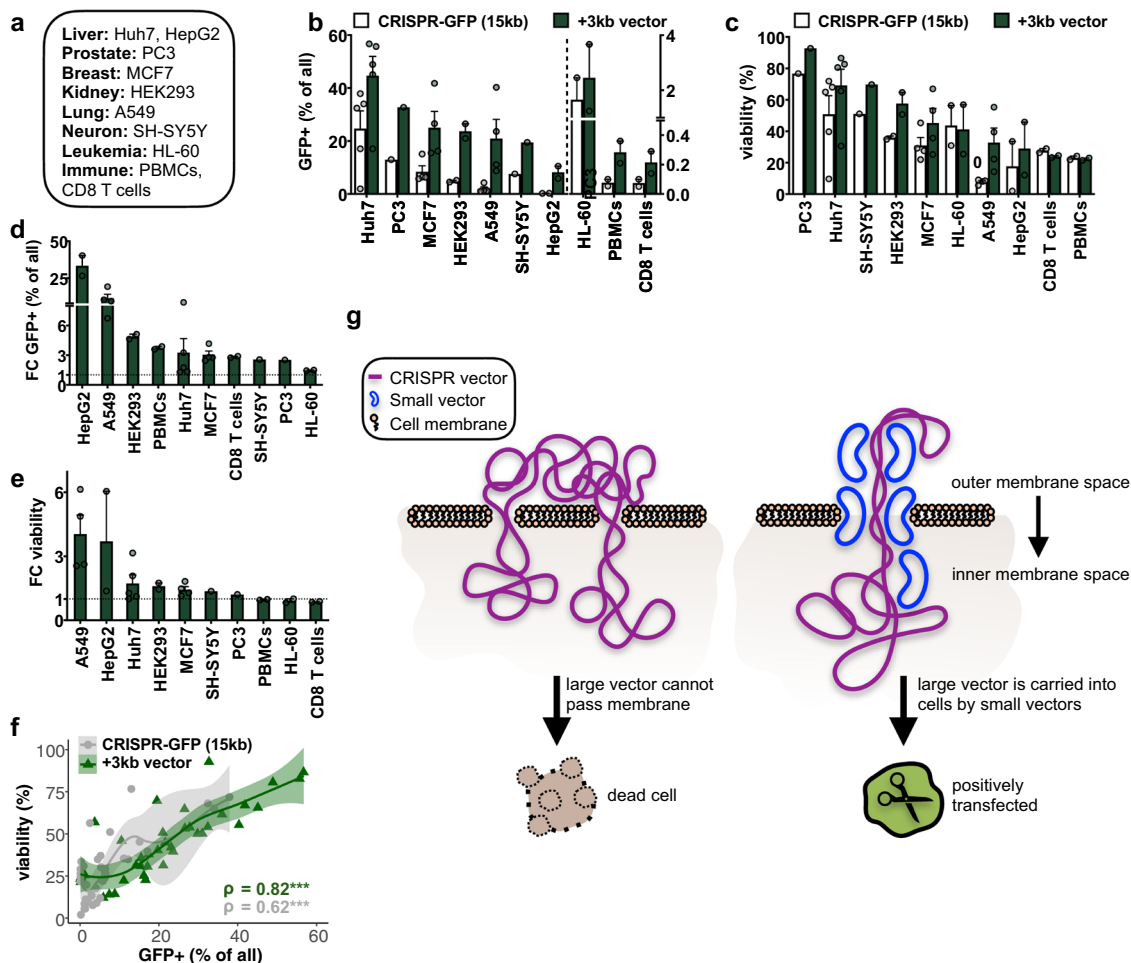 a
Liver: Huh7, HepG2
Prostate: PC3
Breast: MCF7
Kidney: HEK293
Lung: A549
Neuron: SH-SY5Y
Leukemia: HL-60
Immune: PBMCs,
CD8 T cells
b
CRISPR-GFP (15kb) +3kb vector
GFP+ (% of all)
60
40
20
0
4
2
0.4
0.2
0.0
PC3
Huh7
PC3
MCF7
HEK293
A549
SH-SY5Y
HepG2
HL-60
PBMCs
CD8 T cells
c
CRISPR-GFP (15kb) +3kb vector
viability (%)
100
80
60
40
20
0
0
PC3
Huh7
SH-SY5Y
HEK293
MCF7
HL-60
A549
HepG2
CD8 T cells
PBMCs
d
FC GFP+ (% of all)
50
25
6
3
1
0
HepG2
A549
HEK293
PBMCs
Huh7
MCF7
CD8 T cells
SH-SY5Y
PC3
HL-60
e
FC viability
6
3
1
0
A549
HepG2
Huh7
HEK293
MCF7
SH-SY5Y
PC3
PBMCs
HL-60
CD8 T cells
f
CRISPR-GFP (15kb)
+3kb vector
viability (%)
100
75
50
25
0
ρ = 0.82***
ρ = 0.62***
0 20 40 60
GFP+ (% of all)
g
CRISPR vector
Small vector
Cell membrane
outer membrane space
inner membrane space
large vector cannot
pass membrane
dead cell
large vector is carried into
cells by small vectors
positively
transfected